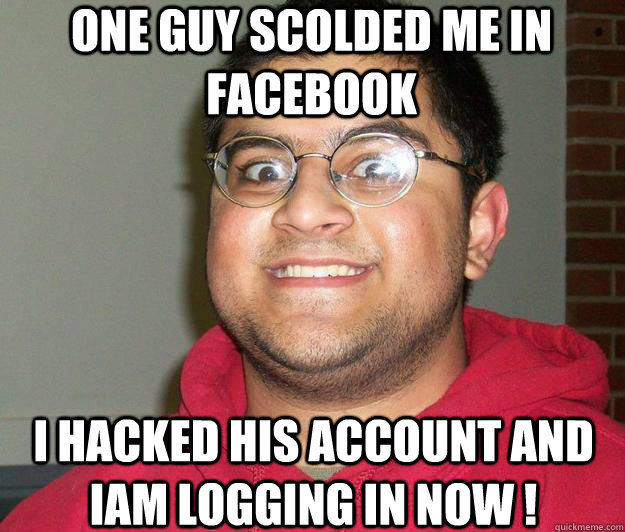 ONE GUY SCOLDED ME IN
FACEBOOK
I HACKED HIS ACCOUNT AND
IAM LOGGING IN NOW !
quickmeme.com